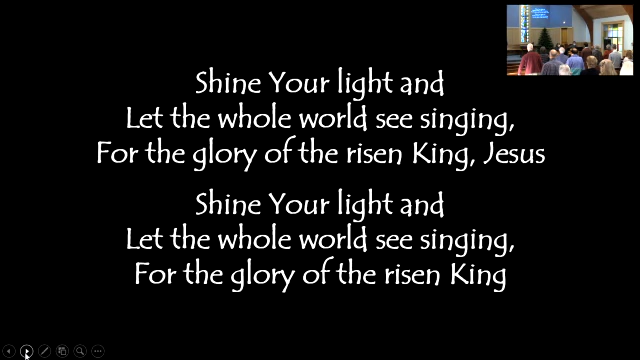 Shine Your light and
Let the whole world see singing,
For the glory of the risen King, Jesus
Shine Your light and
Let the whole world see singing,
For the glory of the risen King